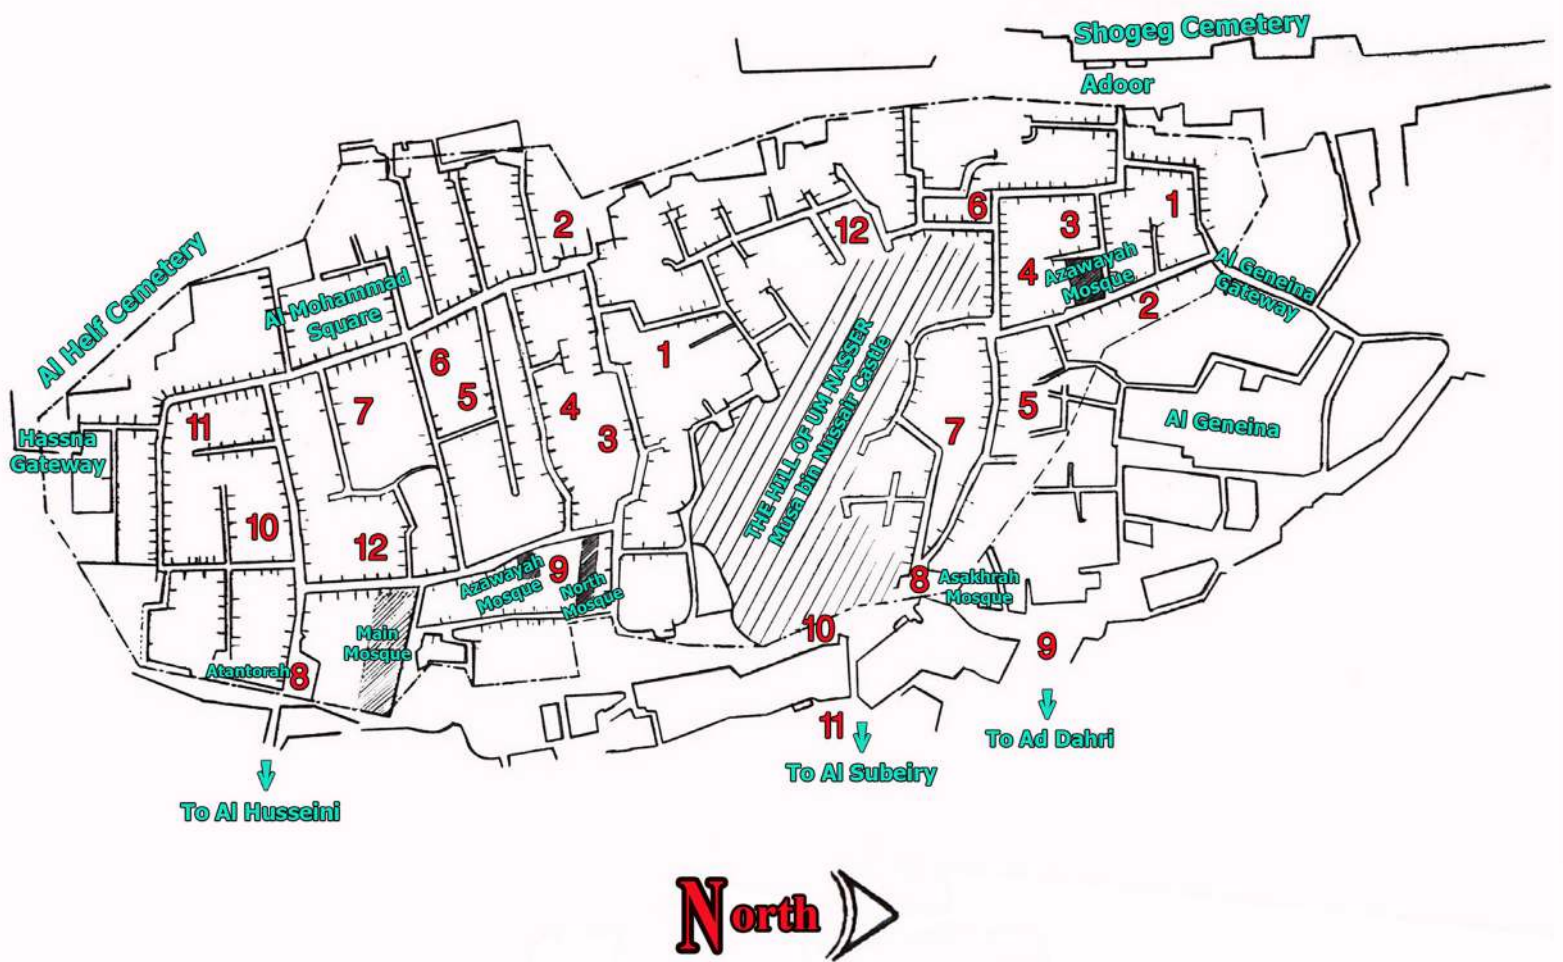 Shogeg Cemetery
Adoor
2
6
12
3
1
4
Azawayah
Mosque
Al Geneina
Gateway
2
Al Helf Cemetery
Al Mohammad
Square
1
6
5
7
4
3
11
5
7
Al Geneina
Hassna
Gateway
THE HILL OF UM NASSER
Musa bin Nussair Castle
10
12
Azawayah
Mosque
9
North
Mosque
8
Asakhrah
Mosque
10
9
Main
Mosque
Atantorah
8
11
To Ad Dahri
To Al Subeiry
To Al Husseini
North